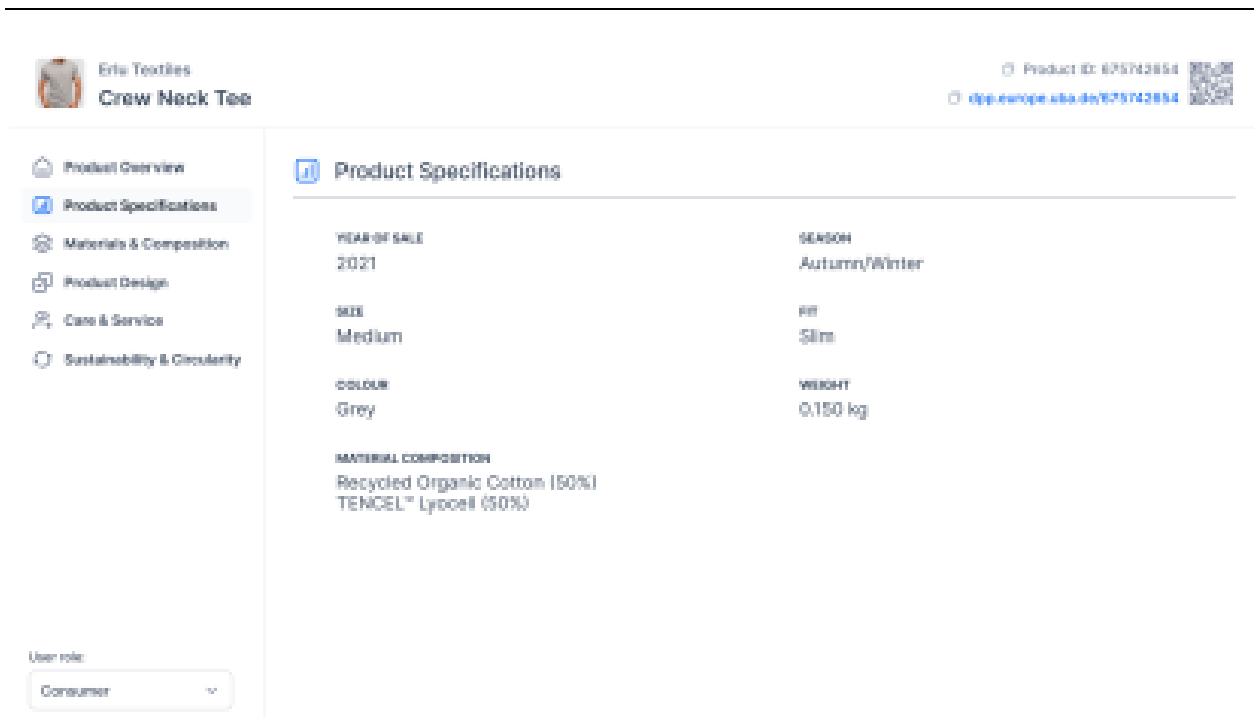 Erlu Textiles
Crew Neck Tee
Product ID: 675742654
dpp.europe.uba.de/675742654
Product Overview
Product Specifications
Materials & Composition
Product Design
Care & Service
Sustainability & Circularity
User role:
Consumer
Product Specifications
YEAR OF SALE
2021
SEASON
Autumn/Winter
SIZE
Medium
FIT
Slim
COLOUR
Grey
WEIGHT
0.150 kg
MATERIAL COMPOSITION
Recycled Organic Cotton (50%)
TENCEL™ Lyocell (50%)